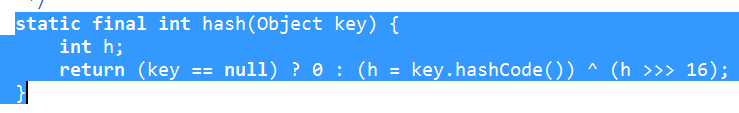 */
static final int hash(Object key) {
    int h;
    return (key == null) ? 0 : (h = key.hashCode()) ^ (h >>> 16);
}